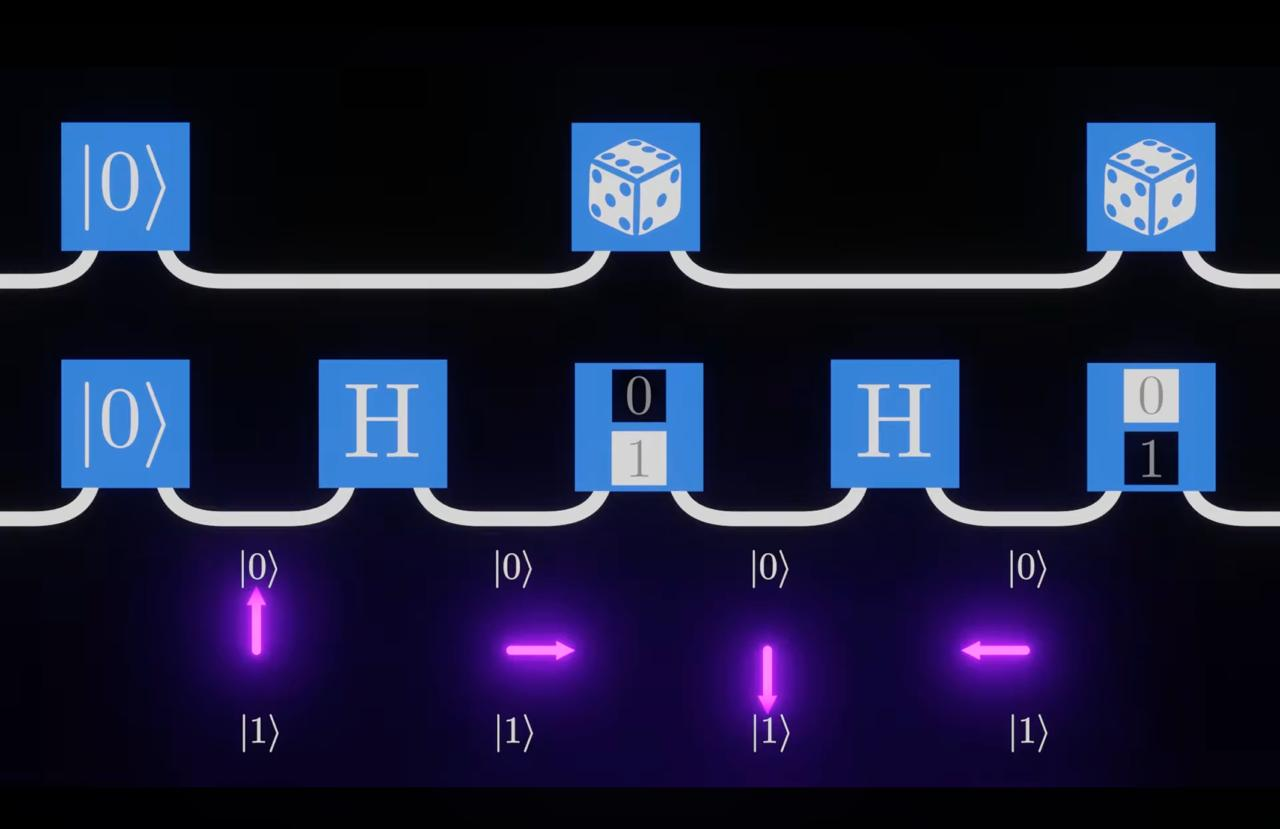 |0⟩
|0⟩ H 0 H 0
1 1
|0⟩ |0⟩ |0⟩ |0⟩
|1⟩ |1⟩ |1⟩ |1⟩